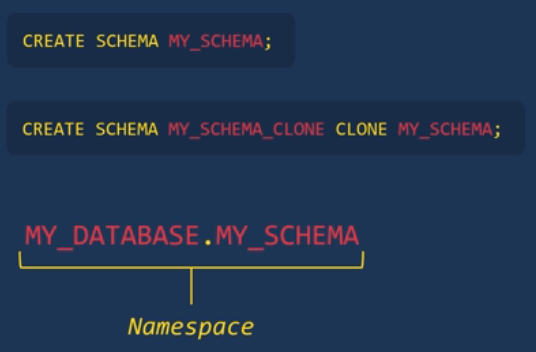 CREATE SCHEMA MY_SCHEMA;
CREATE SCHEMA MY_SCHEMA_CLONE CLONE MY_SCHEMA;
MY_DATABASE.MY_SCHEMA
Namespace